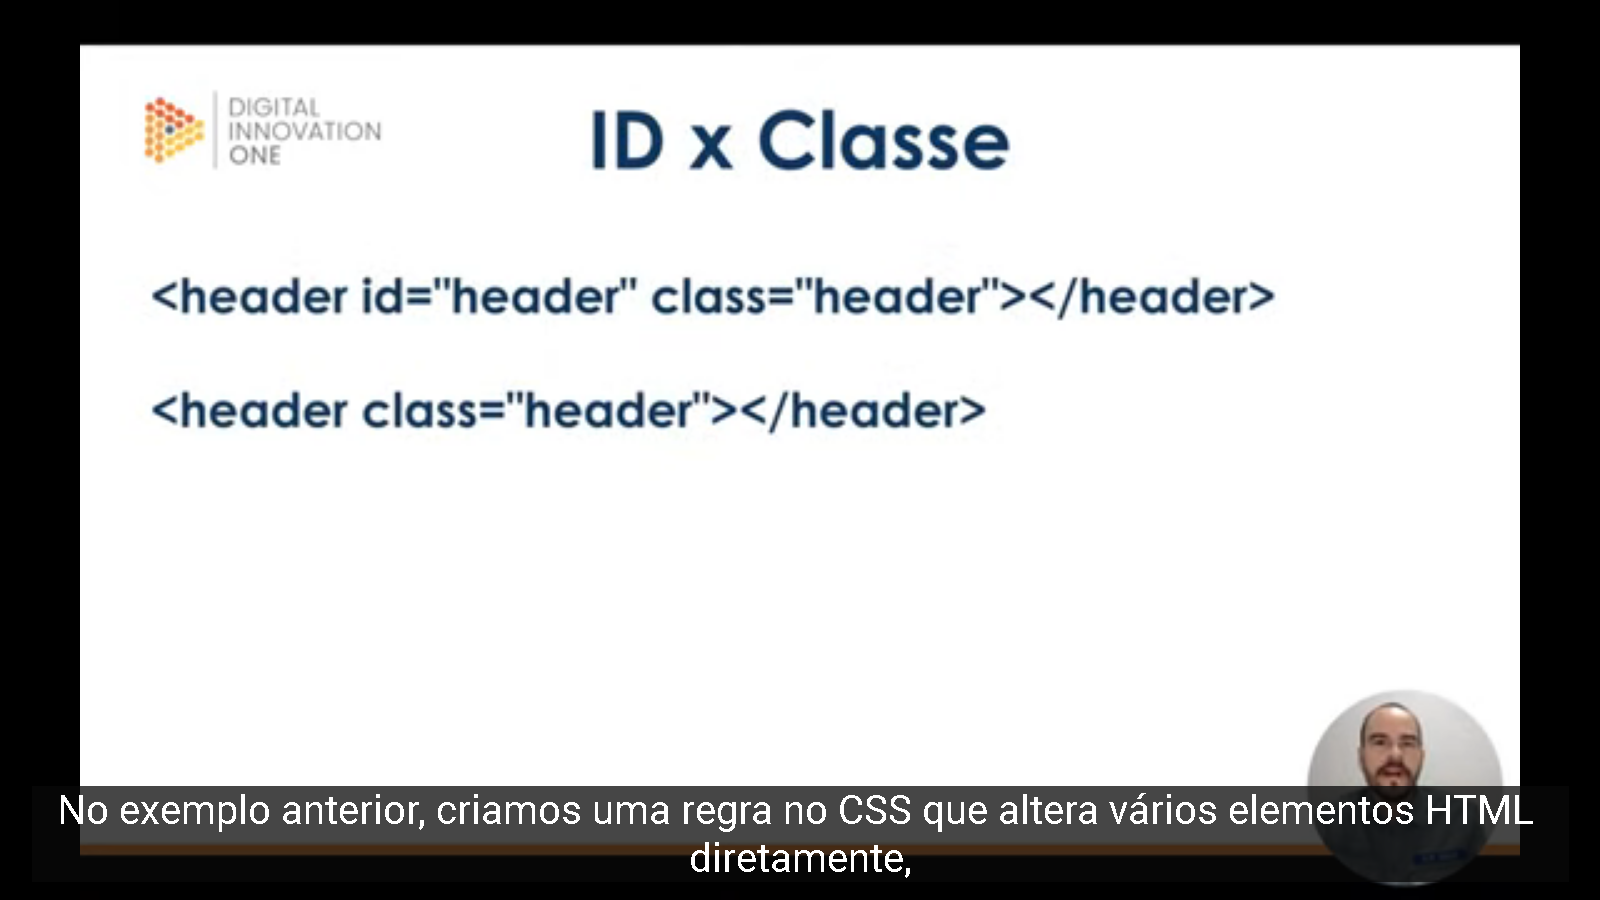 DIGITAL
INNOVATION
ONE
ID x Classe
<header id="header" class="header"></header>
<header class="header"></header>
No exemplo anterior, criamos uma regra no CSS que altera vários elementos HTML
diretamente,